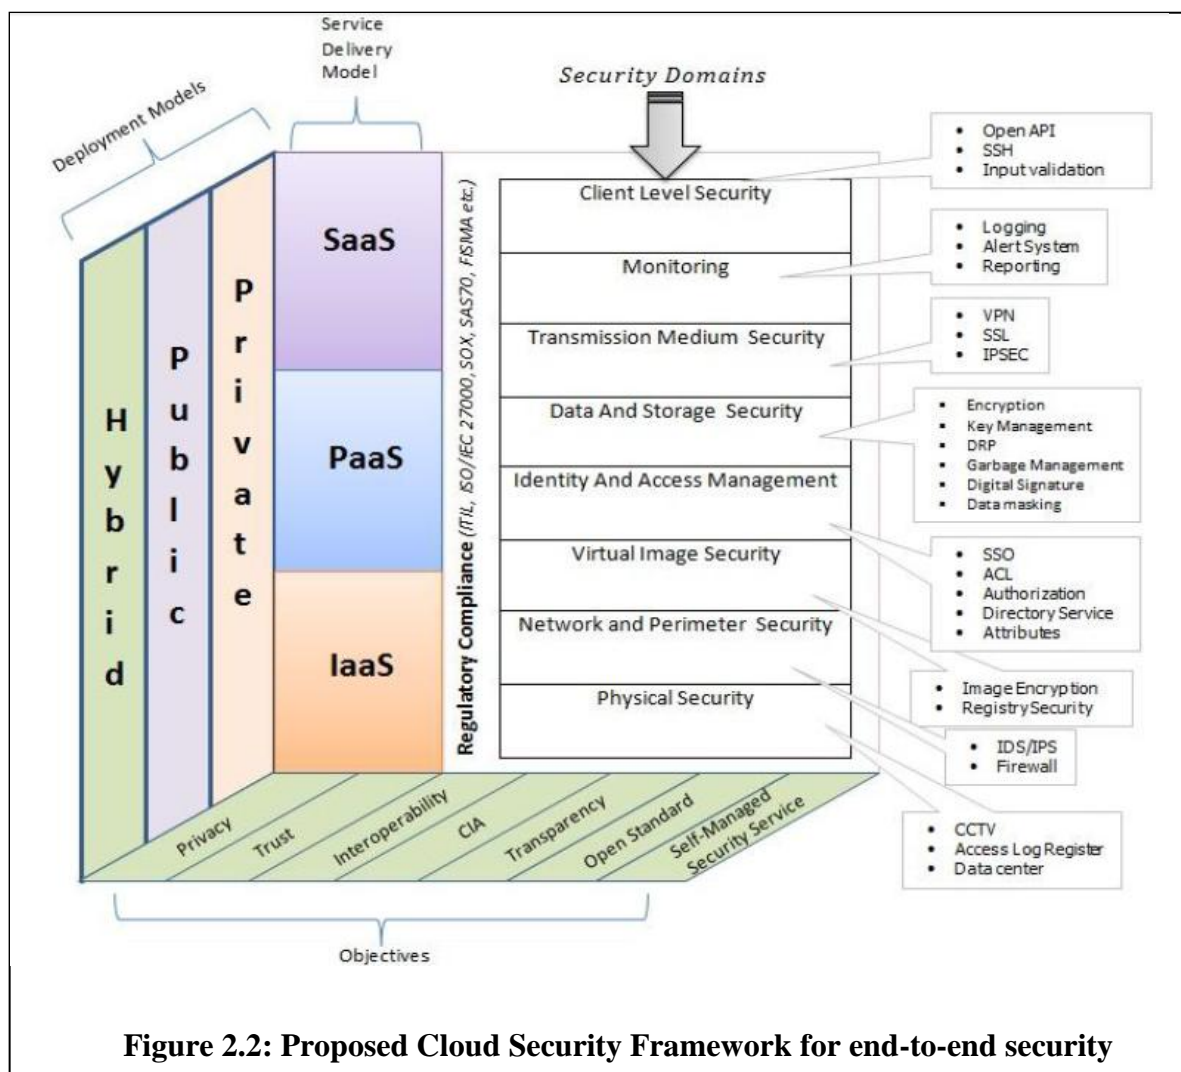 Service
Delivery
Model
Deployment Models
Security Domains
Hybrid
Public
Private
SaaS
PaaS
IaaS
Regulatory Compliance (ITIL, ISO/IEC 27000, SOX, SAS70, FISMA etc.)
Client Level Security
Monitoring
Transmission Medium Security
Data And Storage Security
Identity And Access Management
Virtual Image Security
Network and Perimeter Security
Physical Security
• Open API
• SSH
• Input validation
• Logging
• Alert System
• Reporting
• VPN
• SSL
• IPSEC
▪ Encryption
▪ Key Management
▪ DRP
▪ Garbage Management
▪ Digital Signature
▪ Data masking
• SSO
• ACL
• Authorization
• Directory Service
• Attributes
• Image Encryption
• Registry Security
• IDS/IPS
• Firewall
• CCTV
• Access Log Register
• Data center
Privacy
Trust
Interoperability
CIA
Transparency
Open Standard
Self-Managed
Security Service
Objectives
Figure 2.2: Proposed Cloud Security Framework for end-to-end security